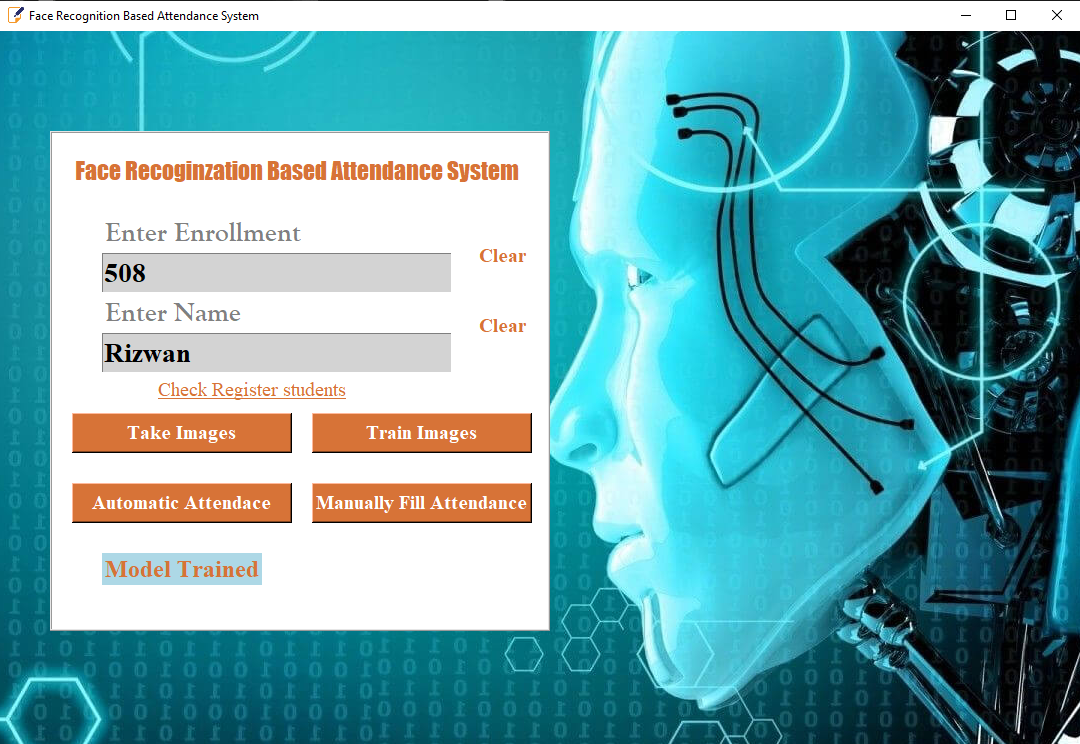 Face Recognition Based Attendance System
Face Recoginzation Based Attendance System
Enter Enrollment
508
Clear
Enter Name
Clear
Rizwan
Check Register students
Take Images
Train Images
Automatic Attendace
Manually Fill Attendance
Model Trained